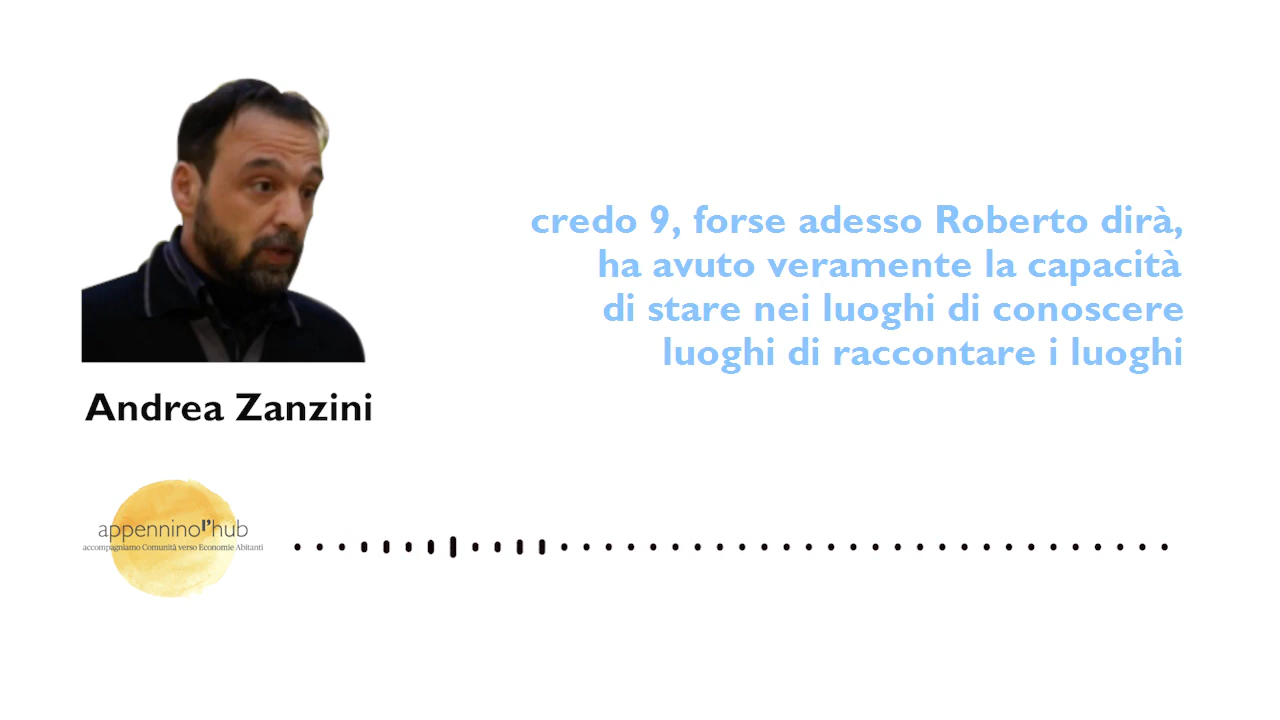 credo 9, forse adesso Roberto dirà,
ha avuto veramente la capacità
di stare nei luoghi di conoscere
luoghi di raccontare i luoghi
Andrea Zanzini
appenninol'hub
accompagniamo Comunità verso Economie Abitanti